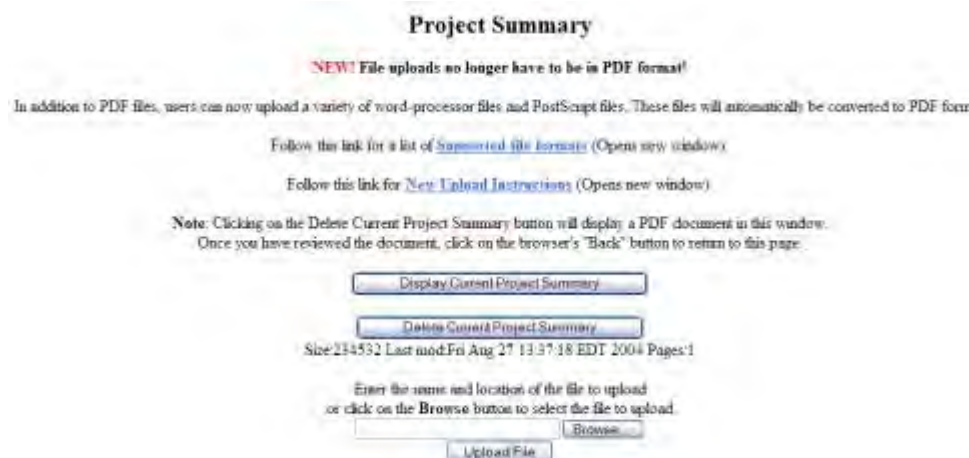 Project Summary
NEW! File uploads no longer have to be in PDF format!
In addition to PDF files, users can now upload a variety of word-processor files and PostScript files. These files will automatically be converted to PDF form
Follow this link for a list of Supported file formats (Opens new window)
Follow this link for New Upload Instructions (Opens new window)
Note: Clicking on the Delete Current Project Summary button will display a PDF document in this window.
Once you have reviewed the document, click on the browser's "Back" button to return to this page.
Display Current Project Summary
Delete Current Project Summary
Size:234532 Last mod:Fri Aug 27 13:37:18 EDT 2004 Pages:1
Enter the name and location of the file to upload
or click on the Browse button to select the file to upload.
Browse...
Upload File